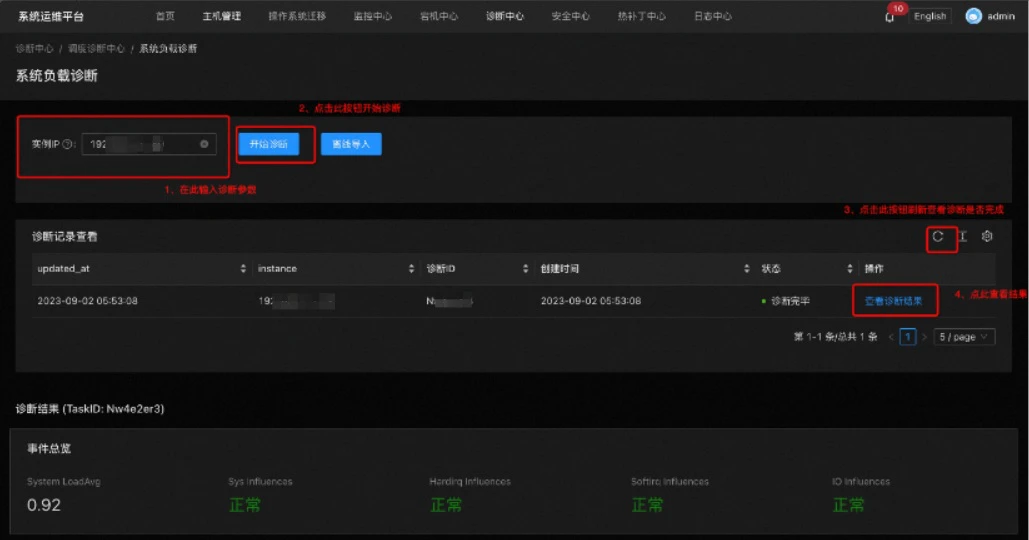 系统运维平台 首页 主机管理 操作系统迁移 监控中心 宕机中心 诊断中心 安全中心 热补丁中心 日志中心 10 English admin
诊断中心 / 调度诊断中心 / 系统负载诊断
系统负载诊断
2、点击此按钮开始诊断
实例IP : 192 开始诊断 离线导入
1、在此输入诊断参数
3、点击此按钮刷新查看诊断是否完成
诊断记录查看
updated_at instance 诊断ID 创建时间 状态 操作
2023-09-02 05:53:08 19 N 2023-09-02 05:53:08 诊断完毕 查看诊断结果 4、点此查看结果
第 1-1 条/总共 1 条 < 1 > 5 / page
诊断结果 (TaskID: Nw4e2er3)
事件总览
System LoadAvg Sys Influences Hardirq Influences Softirq Influences IO Influences
0.92 正常 正常 正常 正常